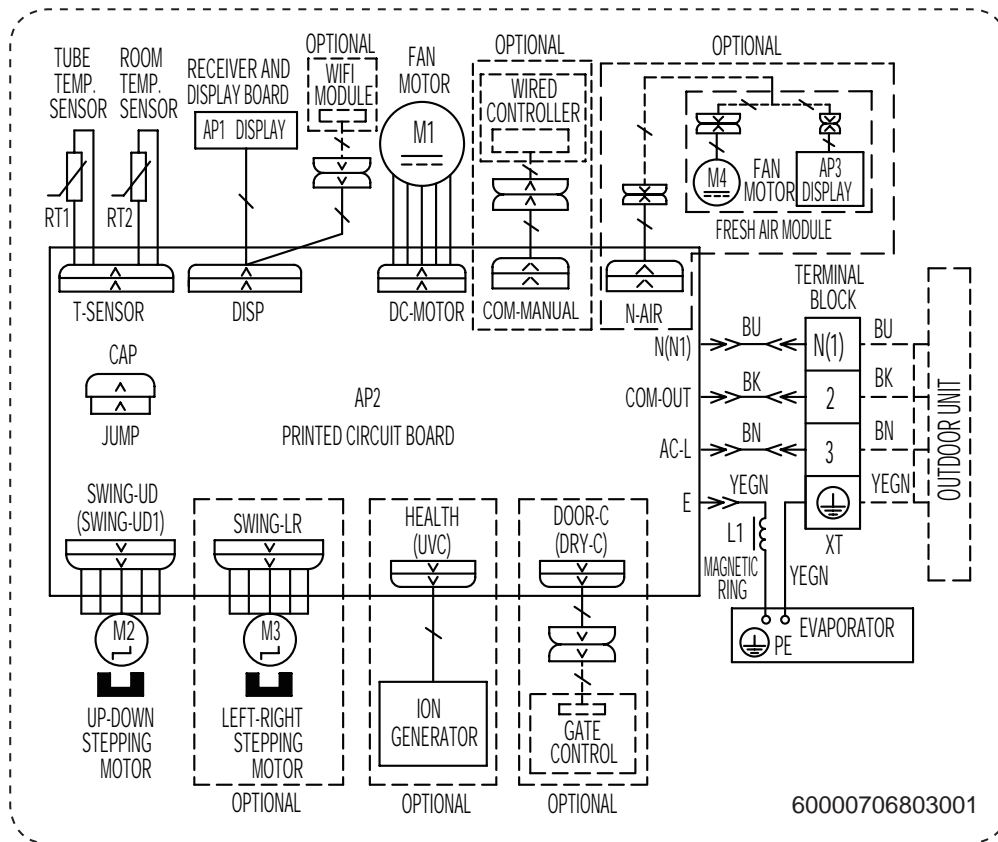 OPTIONAL
OPTIONAL
OPTIONAL
TUBE
TEMP.
SENSOR
ROOM
TEMP.
SENSOR
RECEIVER AND
DISPLAY BOARD
AP1 DISPLAY
WIFI
MODULE
FAN
MOTOR
M1
WIRED
CONTROLLER
M4
FAN
MOTOR
AP3
DISPLAY
FRESH AIR MODULE
RT1
RT2
T-SENSOR
DISP
DC-MOTOR
COM-MANUAL
N-AIR
TERMINAL
BLOCK
N(N1)
BU
N(1)
BU
COM-OUT
BK
2
BK
AC-L
BN
3
BN
E
YEGN
YEGN
XT
OUTDOOR UNIT
L1
MAGNETIC
RING
YEGN
PE
EVAPORATOR
CAP
JUMP
AP2
PRINTED CIRCUIT BOARD
SWING-UD
(SWING-UD1)
SWING-LR
HEALTH
(UVC)
DOOR-C
(DRY-C)
M2
M3
UP-DOWN
STEPPING
MOTOR
LEFT-RIGHT
STEPPING
MOTOR
ION
GENERATOR
GATE
CONTROL
OPTIONAL
OPTIONAL
OPTIONAL
60000706803001